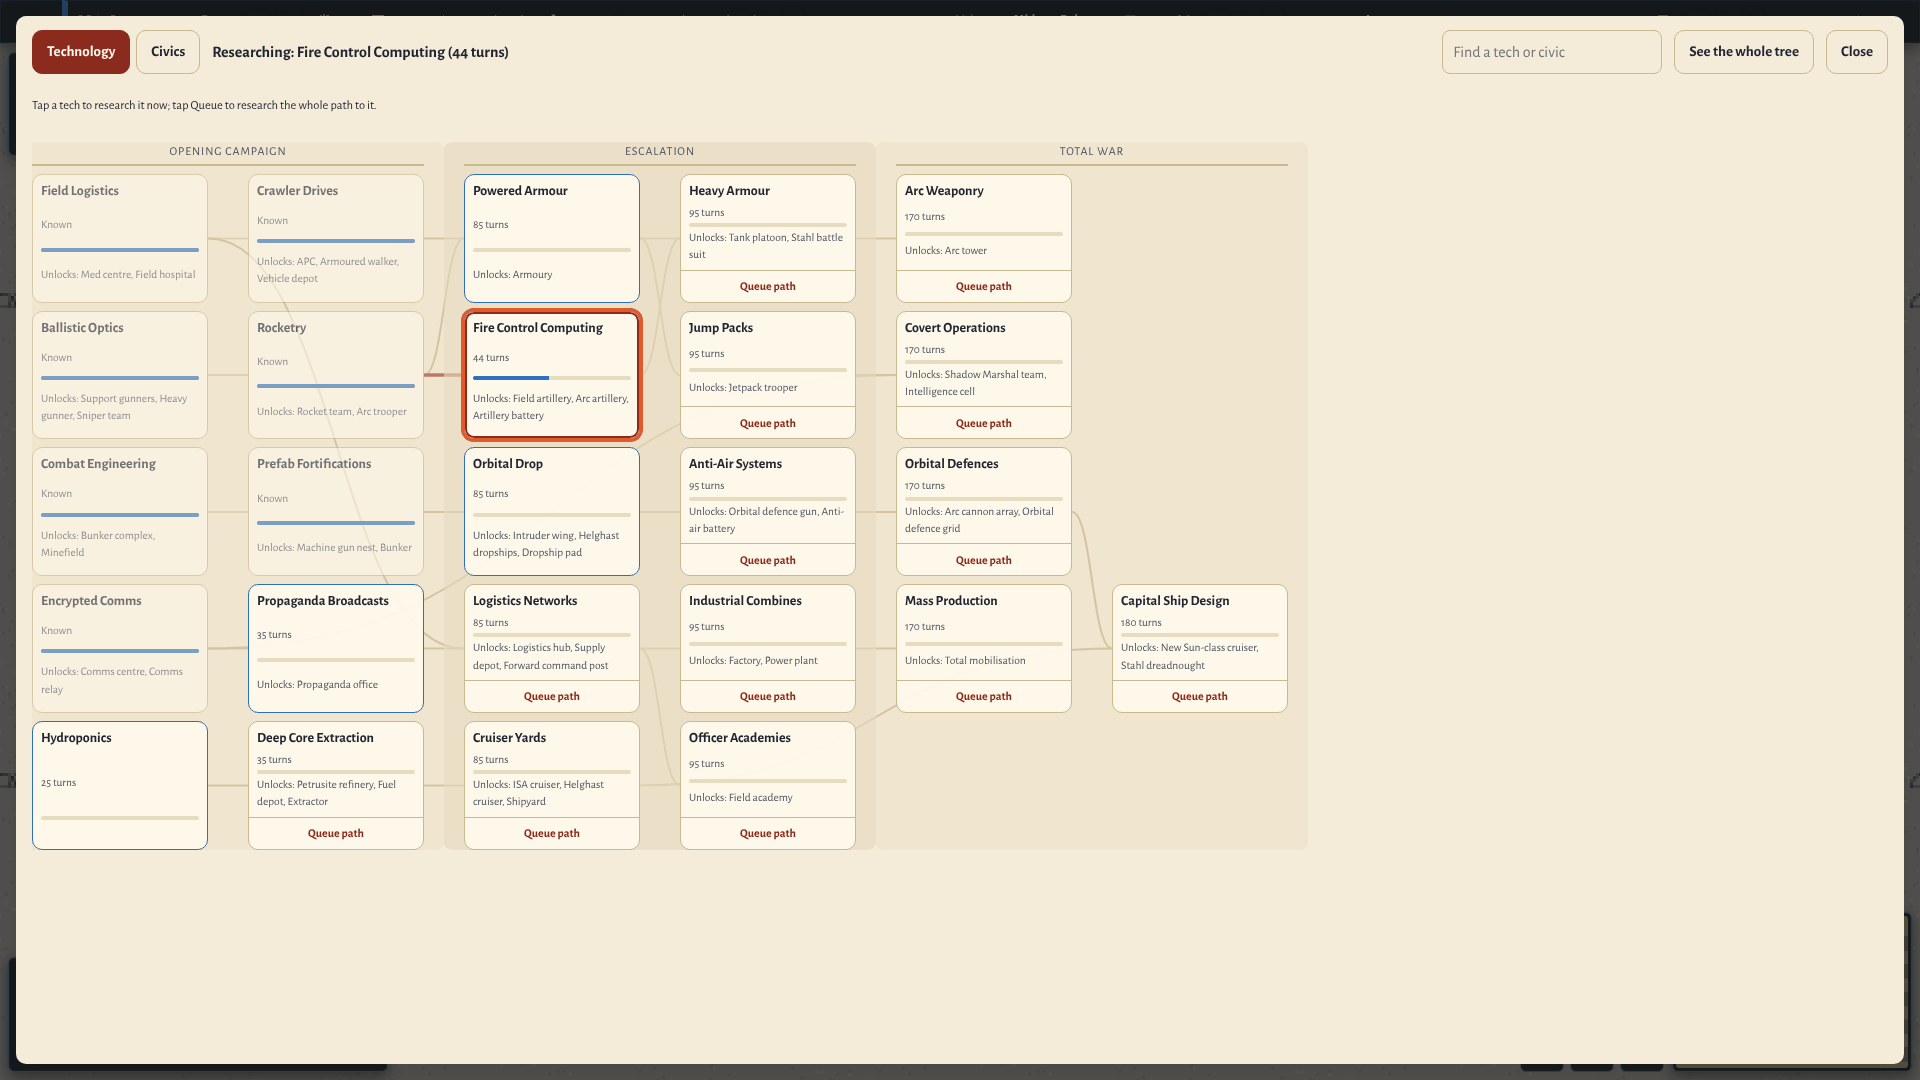 Technology
Civics
Researching: Fire Control Computing (44 turns)
Find a tech or civic
See the whole tree
Close
Tap a tech to research it now; tap Queue to research the whole path to it.
OPENING CAMPAIGN
ESCALATION
TOTAL WAR
Field Logistics
Known
Unlocks: Med centre, Field hospital
Crawler Drives
Known
Unlocks: APC, Armoured walker,
Vehicle depot
Powered Armour
85 turns
Unlocks: Armoury
Heavy Armour
95 turns
Unlocks: Tank platoon, Stahl battle
suit
Queue path
Arc Weaponry
170 turns
Unlocks: Arc tower
Queue path
Ballistic Optics
Known
Unlocks: Support gunners, Heavy
gunner, Sniper team
Rocketry
Known
Unlocks: Rocket team, Arc trooper
Fire Control Computing
44 turns
Unlocks: Field artillery, Arc artillery,
Artillery battery
Jump Packs
95 turns
Unlocks: Jetpack trooper
Queue path
Covert Operations
170 turns
Unlocks: Shadow Marshal team,
Intelligence cell
Queue path
Combat Engineering
Known
Unlocks: Bunker complex,
Minefield
Prefab Fortifications
Known
Unlocks: Machine gun nest, Bunker
Orbital Drop
85 turns
Unlocks: Intruder wing, Helghast
dropships, Dropship pad
Anti-Air Systems
95 turns
Unlocks: Orbital defence gun, Anti-
air battery
Queue path
Orbital Defences
170 turns
Unlocks: Arc cannon array, Orbital
defence grid
Queue path
Encrypted Comms
Known
Unlocks: Comms centre, Comms
relay
Propaganda Broadcasts
35 turns
Unlocks: Propaganda office
Logistics Networks
85 turns
Unlocks: Logistics hub, Supply
depot, Forward command post
Queue path
Industrial Combines
95 turns
Unlocks: Factory, Power plant
Queue path
Mass Production
170 turns
Unlocks: Total mobilisation
Queue path
Capital Ship Design
180 turns
Unlocks: New Sun-class cruiser,
Stahl dreadnought
Queue path
Hydroponics
25 turns
Deep Core Extraction
35 turns
Unlocks: Petrusite refinery, Fuel
depot, Extractor
Queue path
Cruiser Yards
85 turns
Unlocks: ISA cruiser, Helghast
cruiser, Shipyard
Queue path
Officer Academies
95 turns
Unlocks: Field academy
Queue path